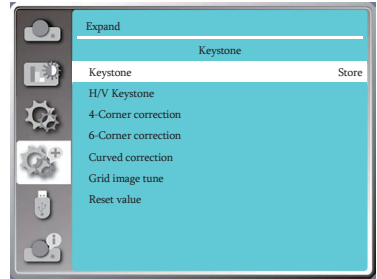 Expand
Keystone
Keystone Store
H/V Keystone
4-Corner correction
6-Corner correction
Curved correction
Grid image tune
Reset value